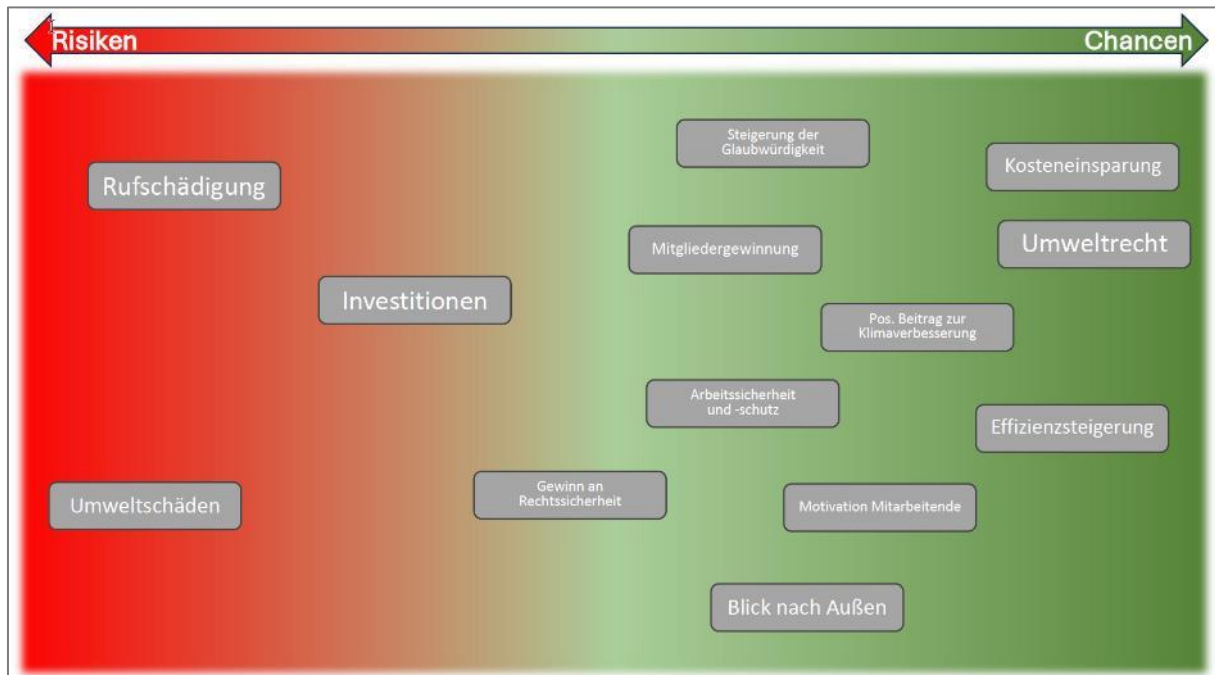 Risiken
Chancen
Steigerung der
Glaubwürdigkeit
Kosteneinsparung
Rufschädigung
Mitgliedergewinnung
Umweltrecht
Investitionen
Pos. Beitrag zur
Klimaverbesserung
Arbeitssicherheit
und -schutz
Effizienzsteigerung
Gewinn an
Rechtssicherheit
Umweltschäden
Motivation Mitarbeitende
Blick nach Außen